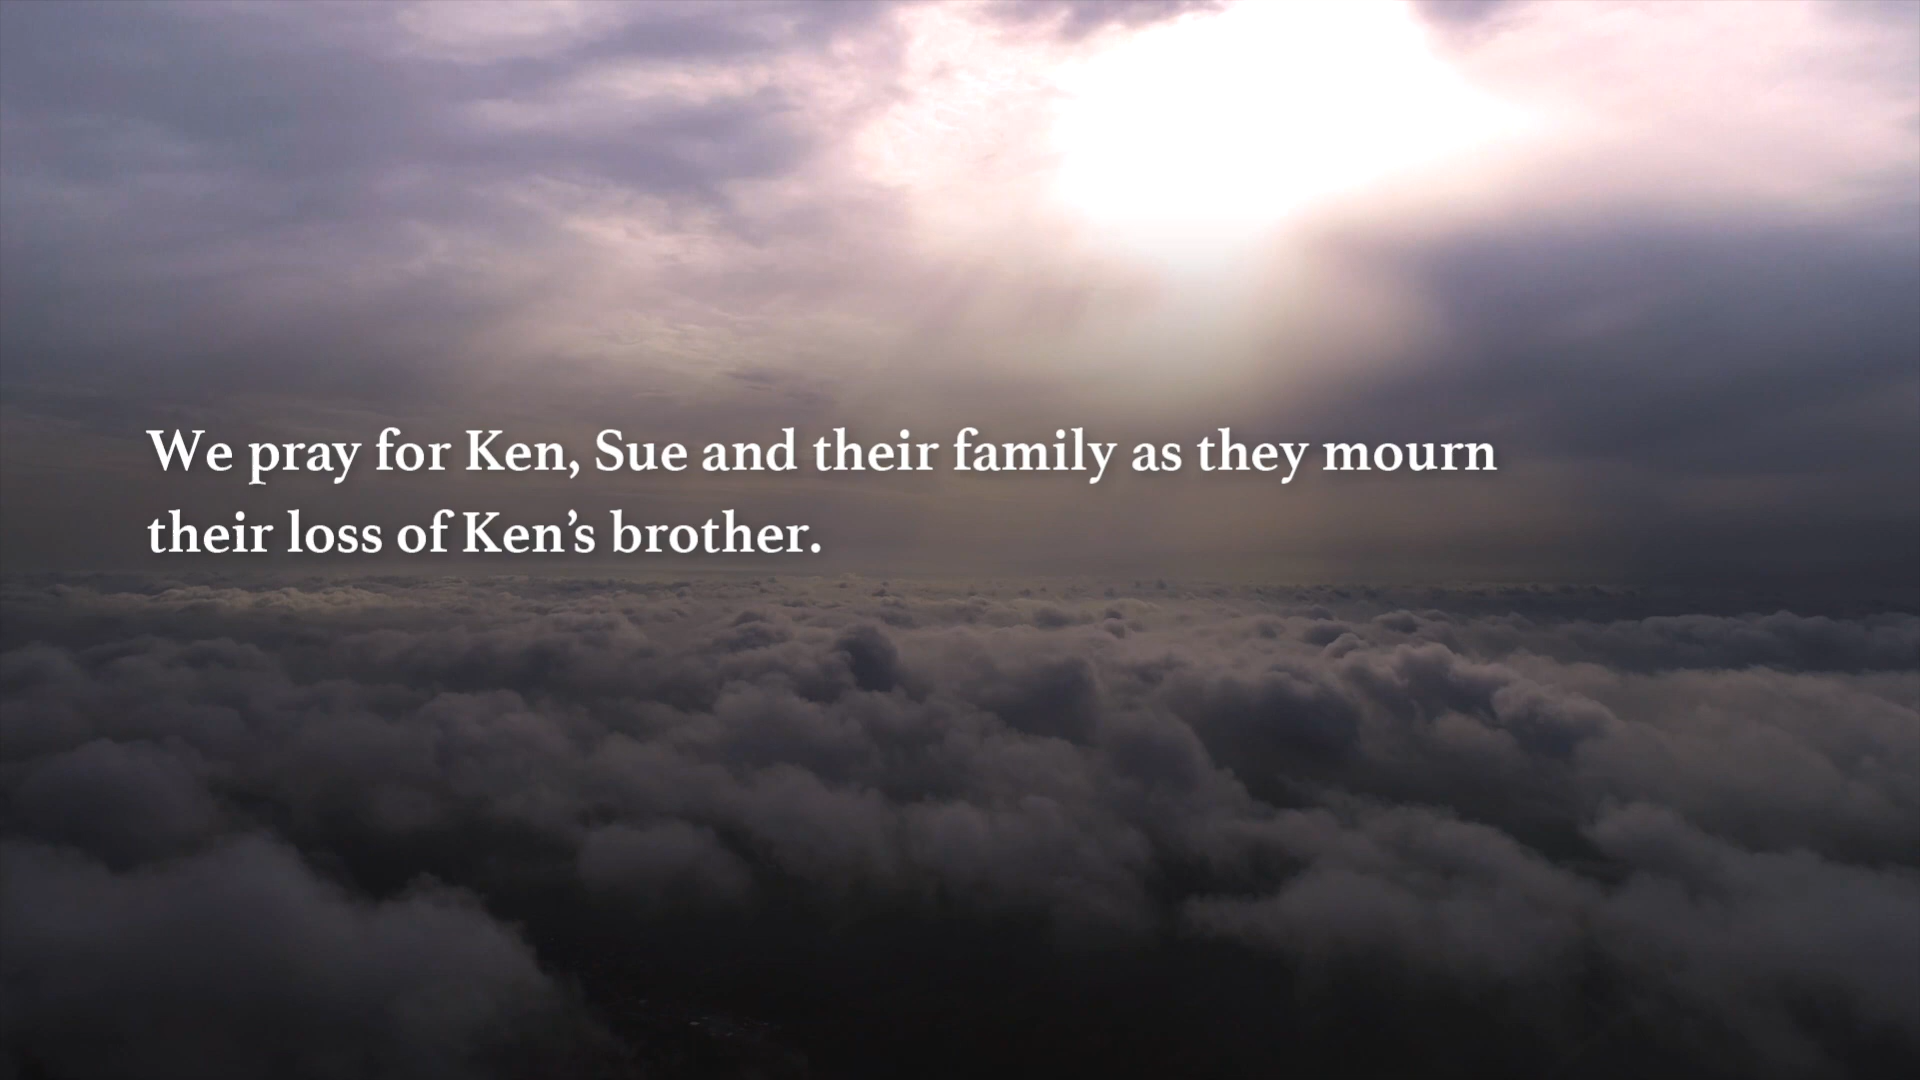 We pray for Ken, Sue and their family as they mourn
their loss of Ken’s brother.